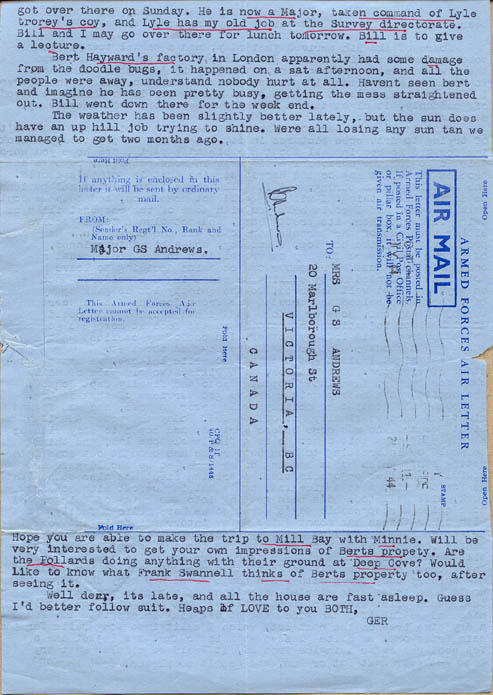 got over there on Sunday. He is now a Major, taken command of Lyle
trorey's coy, and Lyle has my old job at the Survey directorate.
Bill and I may go over there for lunch tomorrow. Bill is to give
a lecture.
Bert Hayward's factory in London apparently had some damage
from the doodle bugs, it happened on a sat afternoon, and all the
people were away, understand nobody hurt at all. Havent seen bert
and imagine he has been pretty busy, getting the mess straightened
out. Bill went down there for the week end.
The weather has been slightly better lately, but the sun does
have an up hill job trying to shine. Were all losing any sun tan we
managed to get two months ago.
Fold Here
If anything is enclosed in this
letter it will be sent by ordinary
mail.
FROM:
(Sender's Regt'l No., Rank and
Name only)
Major GS Andrews.
This Armed Forces Air
Letter cannot be accepted for
registration.
Fold Here
Fold Here
Open Here
ARMED FORCES AIR LETTER
AIR MAIL
This letter must be posted in
Armed Forces Postal channels.
If posted in a Civil Post Office
or pillar box, it will not be
given air transmission.
STAMP
Open Here
44
TO:
MRS G S ANDREWS
20 Marlborough St
VICTORIA, BC
CANADA
Hope you are able to make the trip to Mill Bay with Minnie. Will be
very interested to get your own impressions of Berts propety. Are
the Pollards doing anything with their ground at Deep Cove? Would
Like to know what Frank Swannell thinks of Berts property too, after
seeing it.
Well dear, its late, and all the house are fast asleep. Guess
I'd better follow suit. Heaps of LOVE to you BOTH,
GER